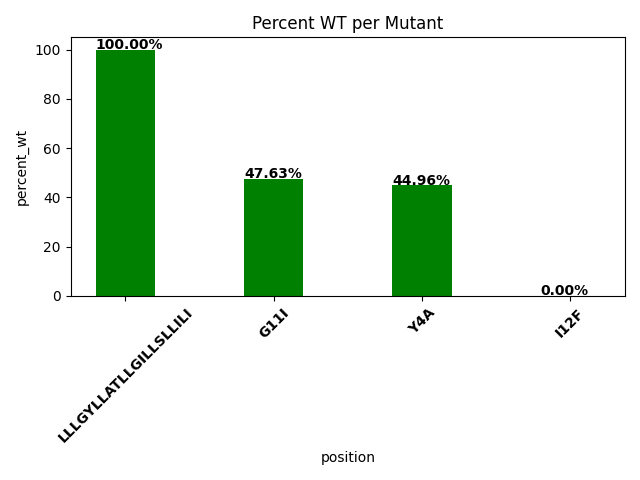 Percent WT per Mutant
percent_wt
100
80
60
40
20
0
100.00%
47.63%
44.96%
0.00%
LLLGYLLATLLGILLSLLILI
G11I
Y4A
I12F
position